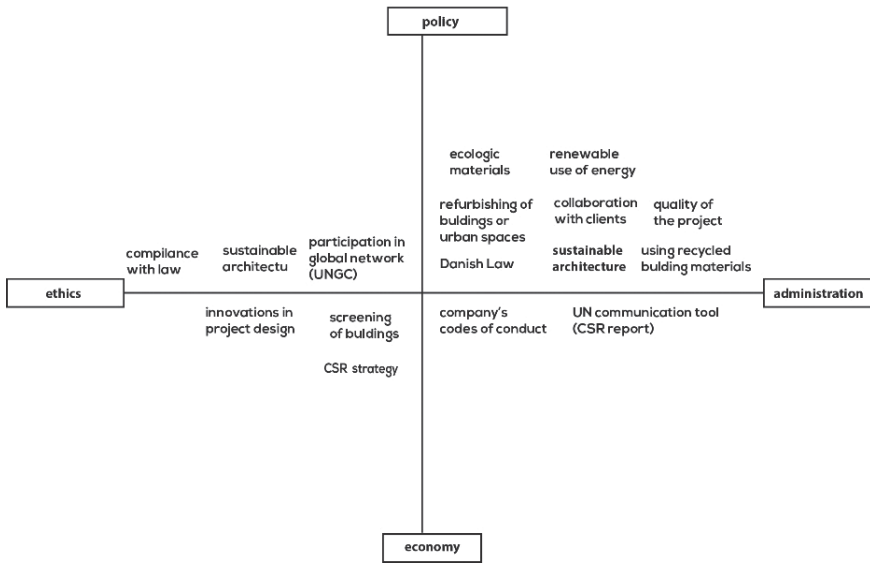 policy
ecologic
materials
renewable
use of energy
refurbishing of
buldings or
urban spaces
collaboration
with clients
quality of
the project
compilance
with law
sustainable
architectu
participation in
global network
(UNGC)
Danish Law
sustainable
architecture
using recycled
bulding materials
ethics
administration
innovations in
project design
screening
of buldings
company's
codes of conduct
UN communication tool
(CSR report)
CSR strategy
economy